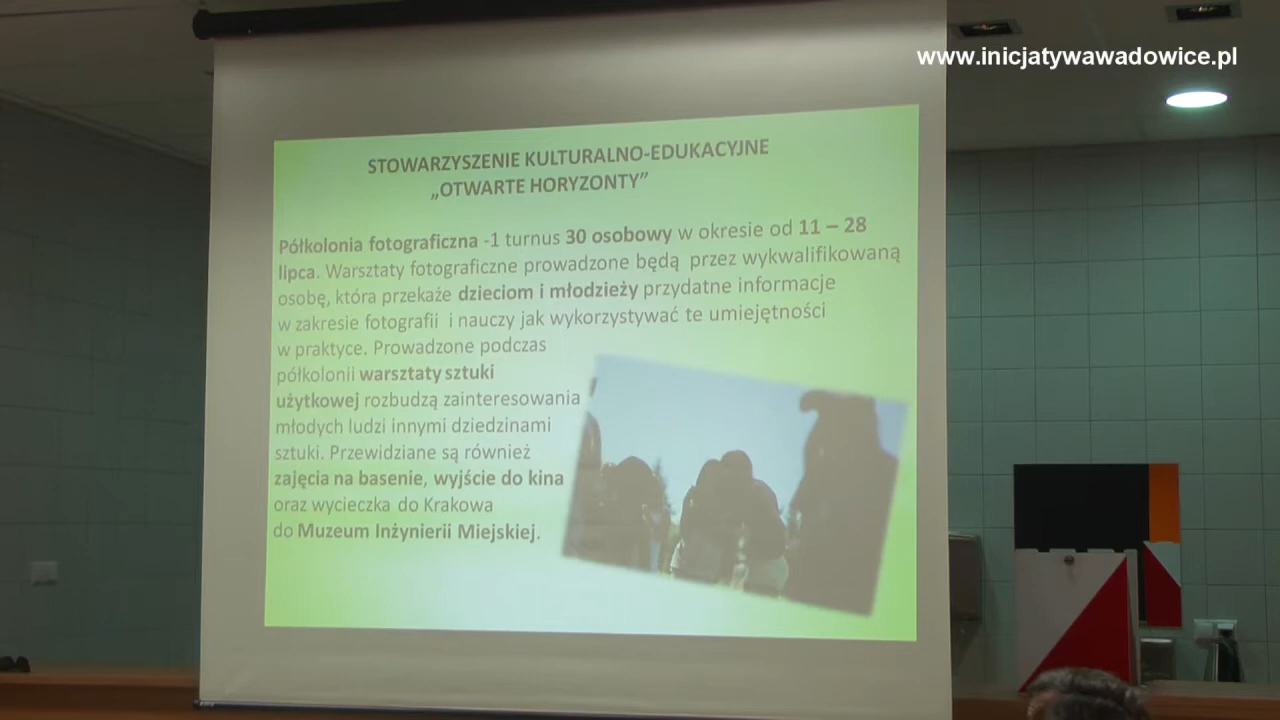 www.inicjatywawadowice.pl
STOWARZYSZENIE KULTURALNO-EDUKACYJNE
„OTWARTE HORYZONTY”
Półkolonia fotograficzna -1 turnus 30 osobowy w okresie od 11 – 28
lipca. Warsztaty fotograficzne prowadzone będą przez wykwalifikowaną
osobę, która przekaże dzieciom i młodzieży przydatne informacje
w zakresie fotografii i nauczy jak wykorzystywać te umiejętności
w praktyce. Prowadzone podczas
półkolonii warsztaty sztuki
użytkowej rozbudzą zainteresowania
młodych ludzi innymi dziedzinami
sztuki. Przewidziane są również
zajęcia na basenie, wyjście do kina
oraz wycieczka do Krakowa
do Muzeum Inżynierii Miejskiej.